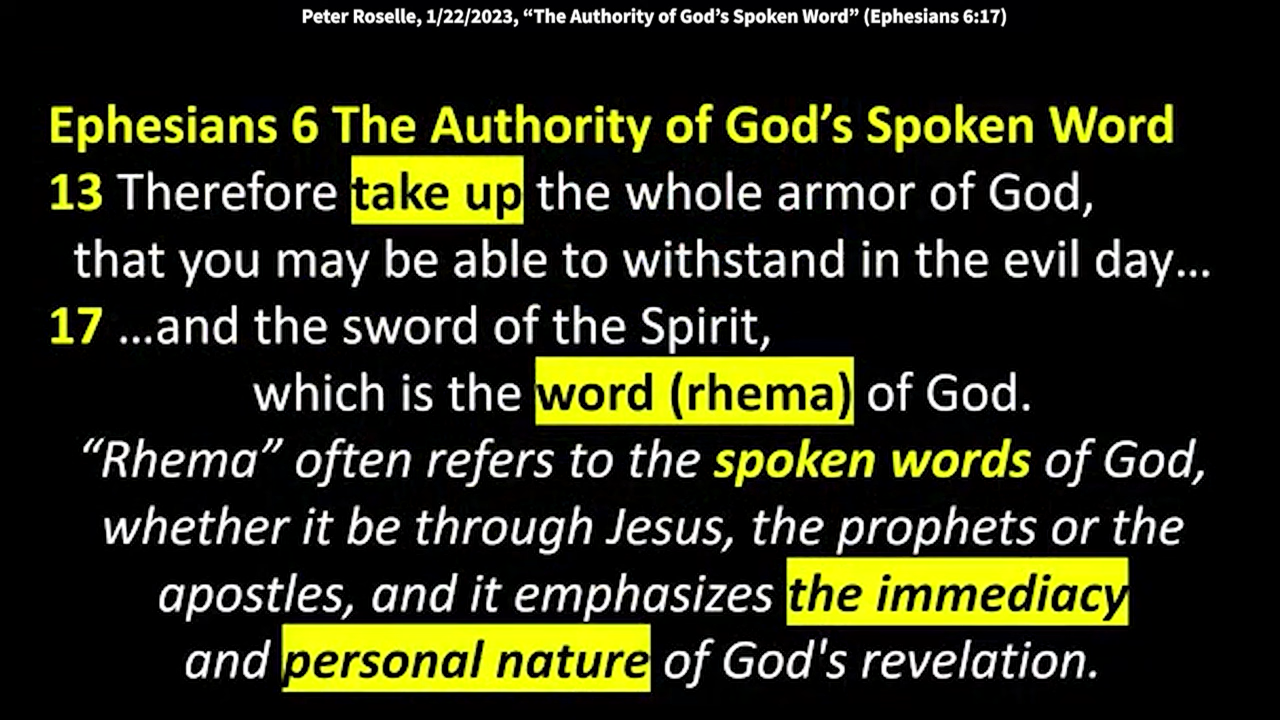 Peter Roselle, 1/22/2023, “The Authority of God’s Spoken Word” (Ephesians 6:17)
Ephesians 6 The Authority of God’s Spoken Word
13 Therefore take up the whole armor of God,
that you may be able to withstand in the evil day…
17 …and the sword of the Spirit,
which is the word (rhema) of God.
“Rhema” often refers to the spoken words of God,
whether it be through Jesus, the prophets or the
apostles, and it emphasizes the immediacy
and personal nature of God's revelation.